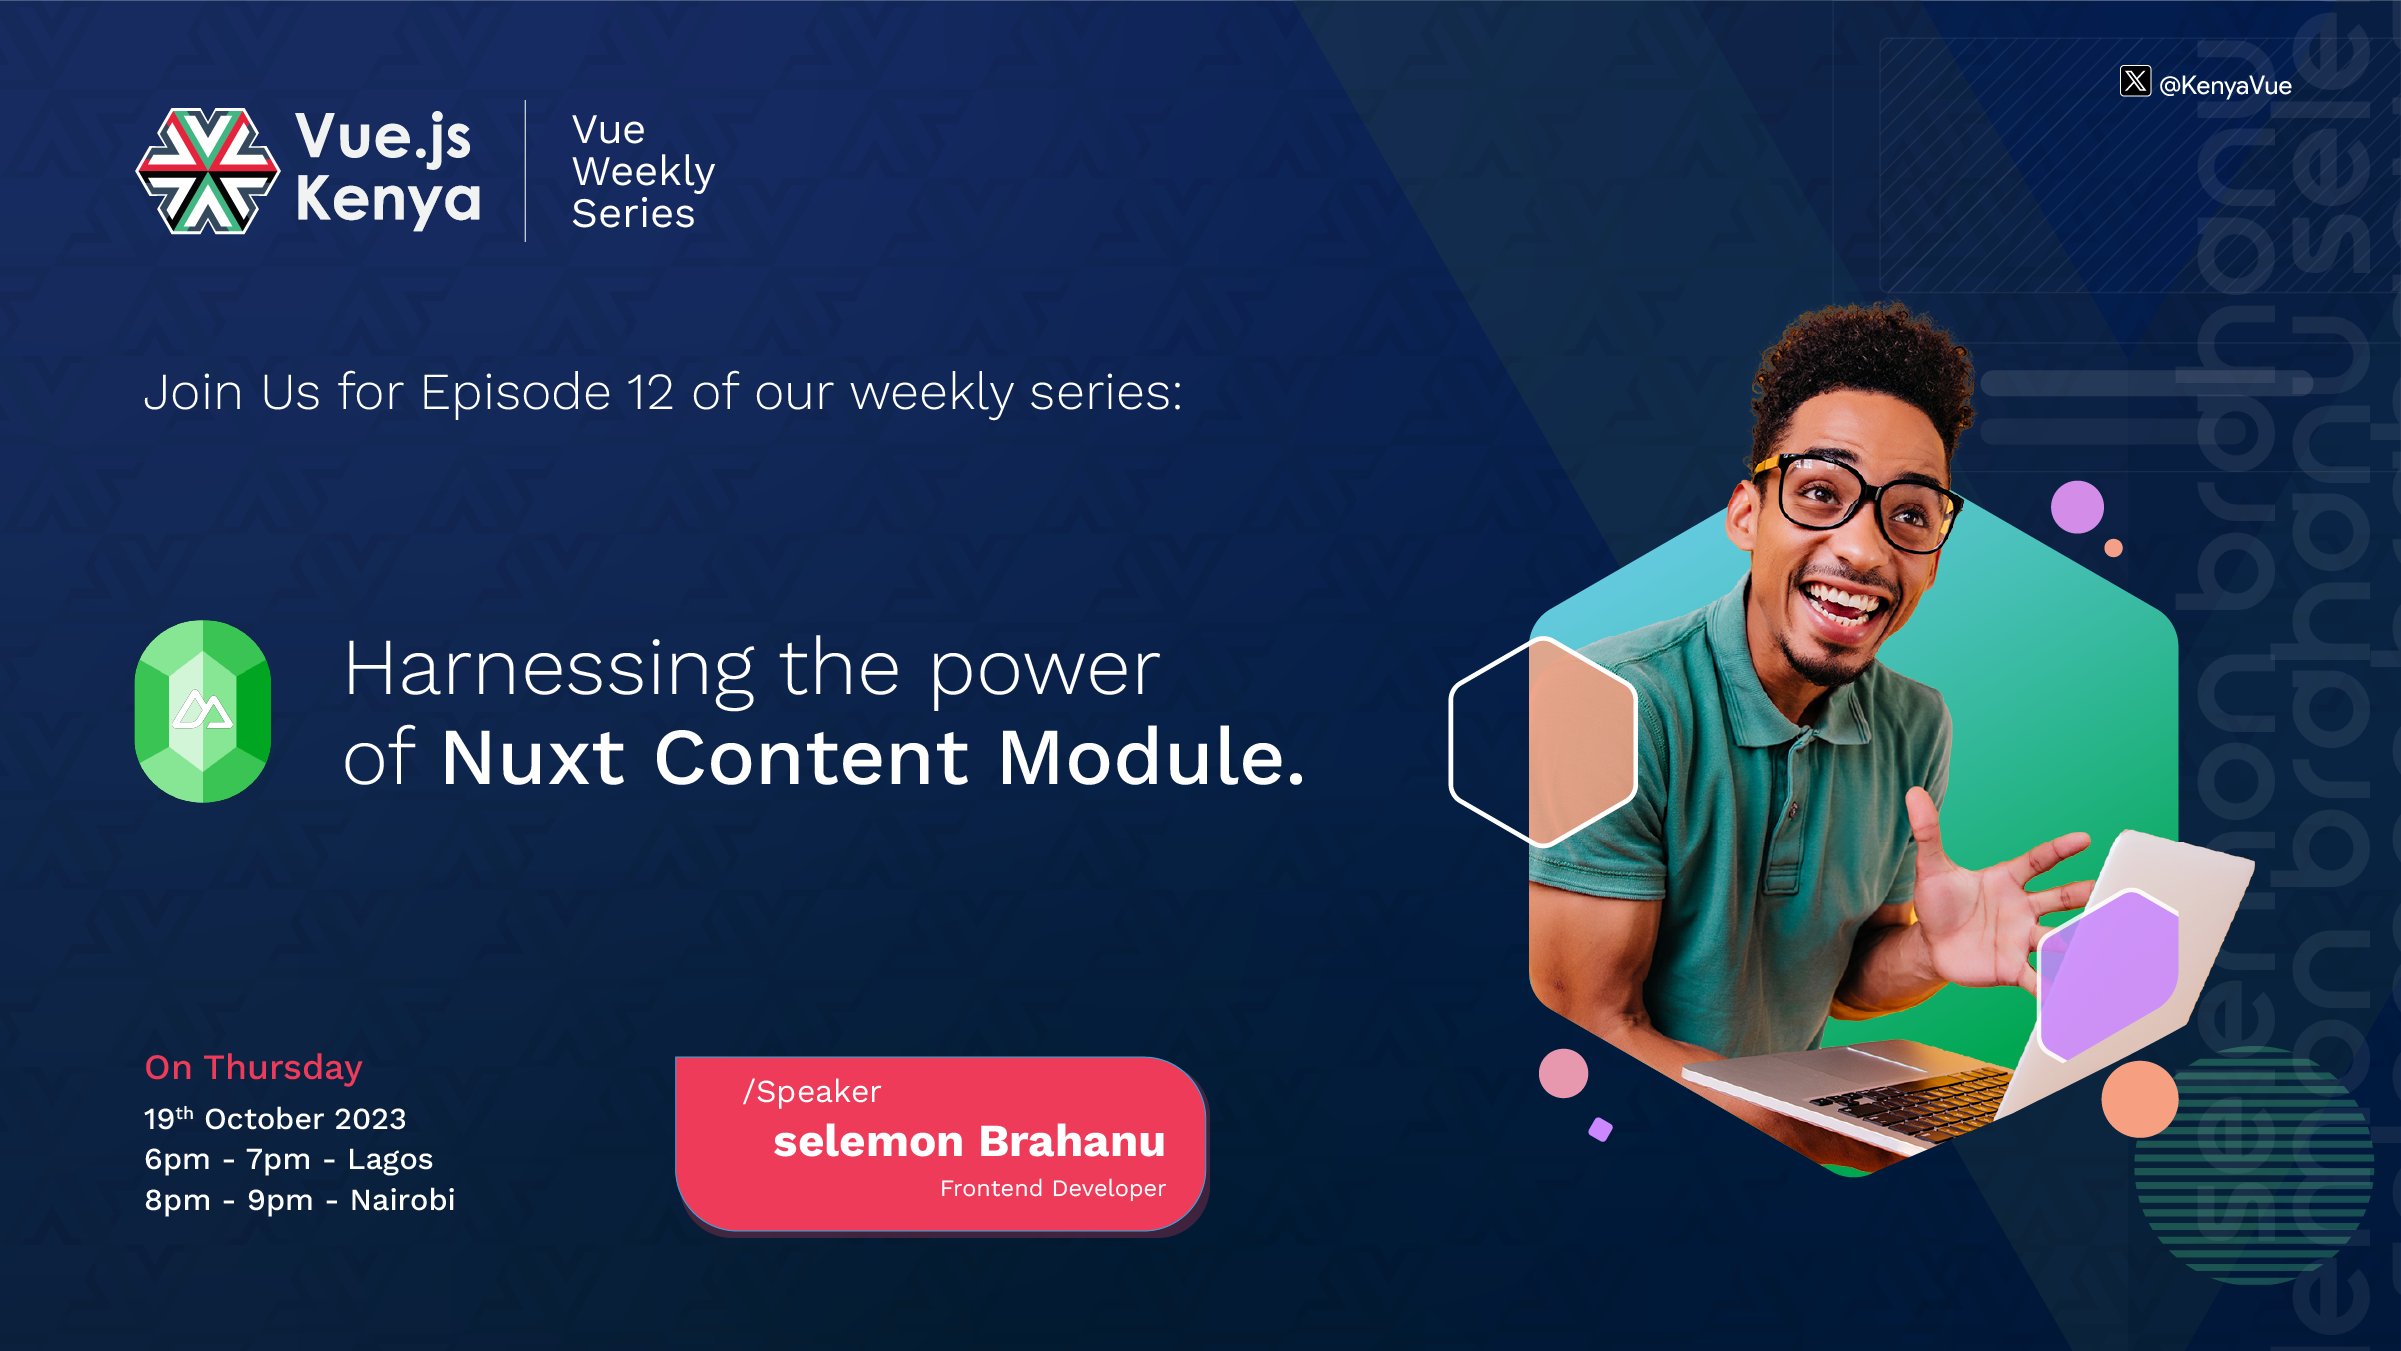 Vue.js
Kenya
Vue
Weekly
Series
@KenyaVue
Join Us for Episode 12 of our weekly series:
Harnessing the power
of Nuxt Content Module.
On Thursday
19th October 2023
6pm - 7pm - Lagos
8pm - 9pm - Nairobi
/Speaker
selemon Brahanu
Frontend Developer